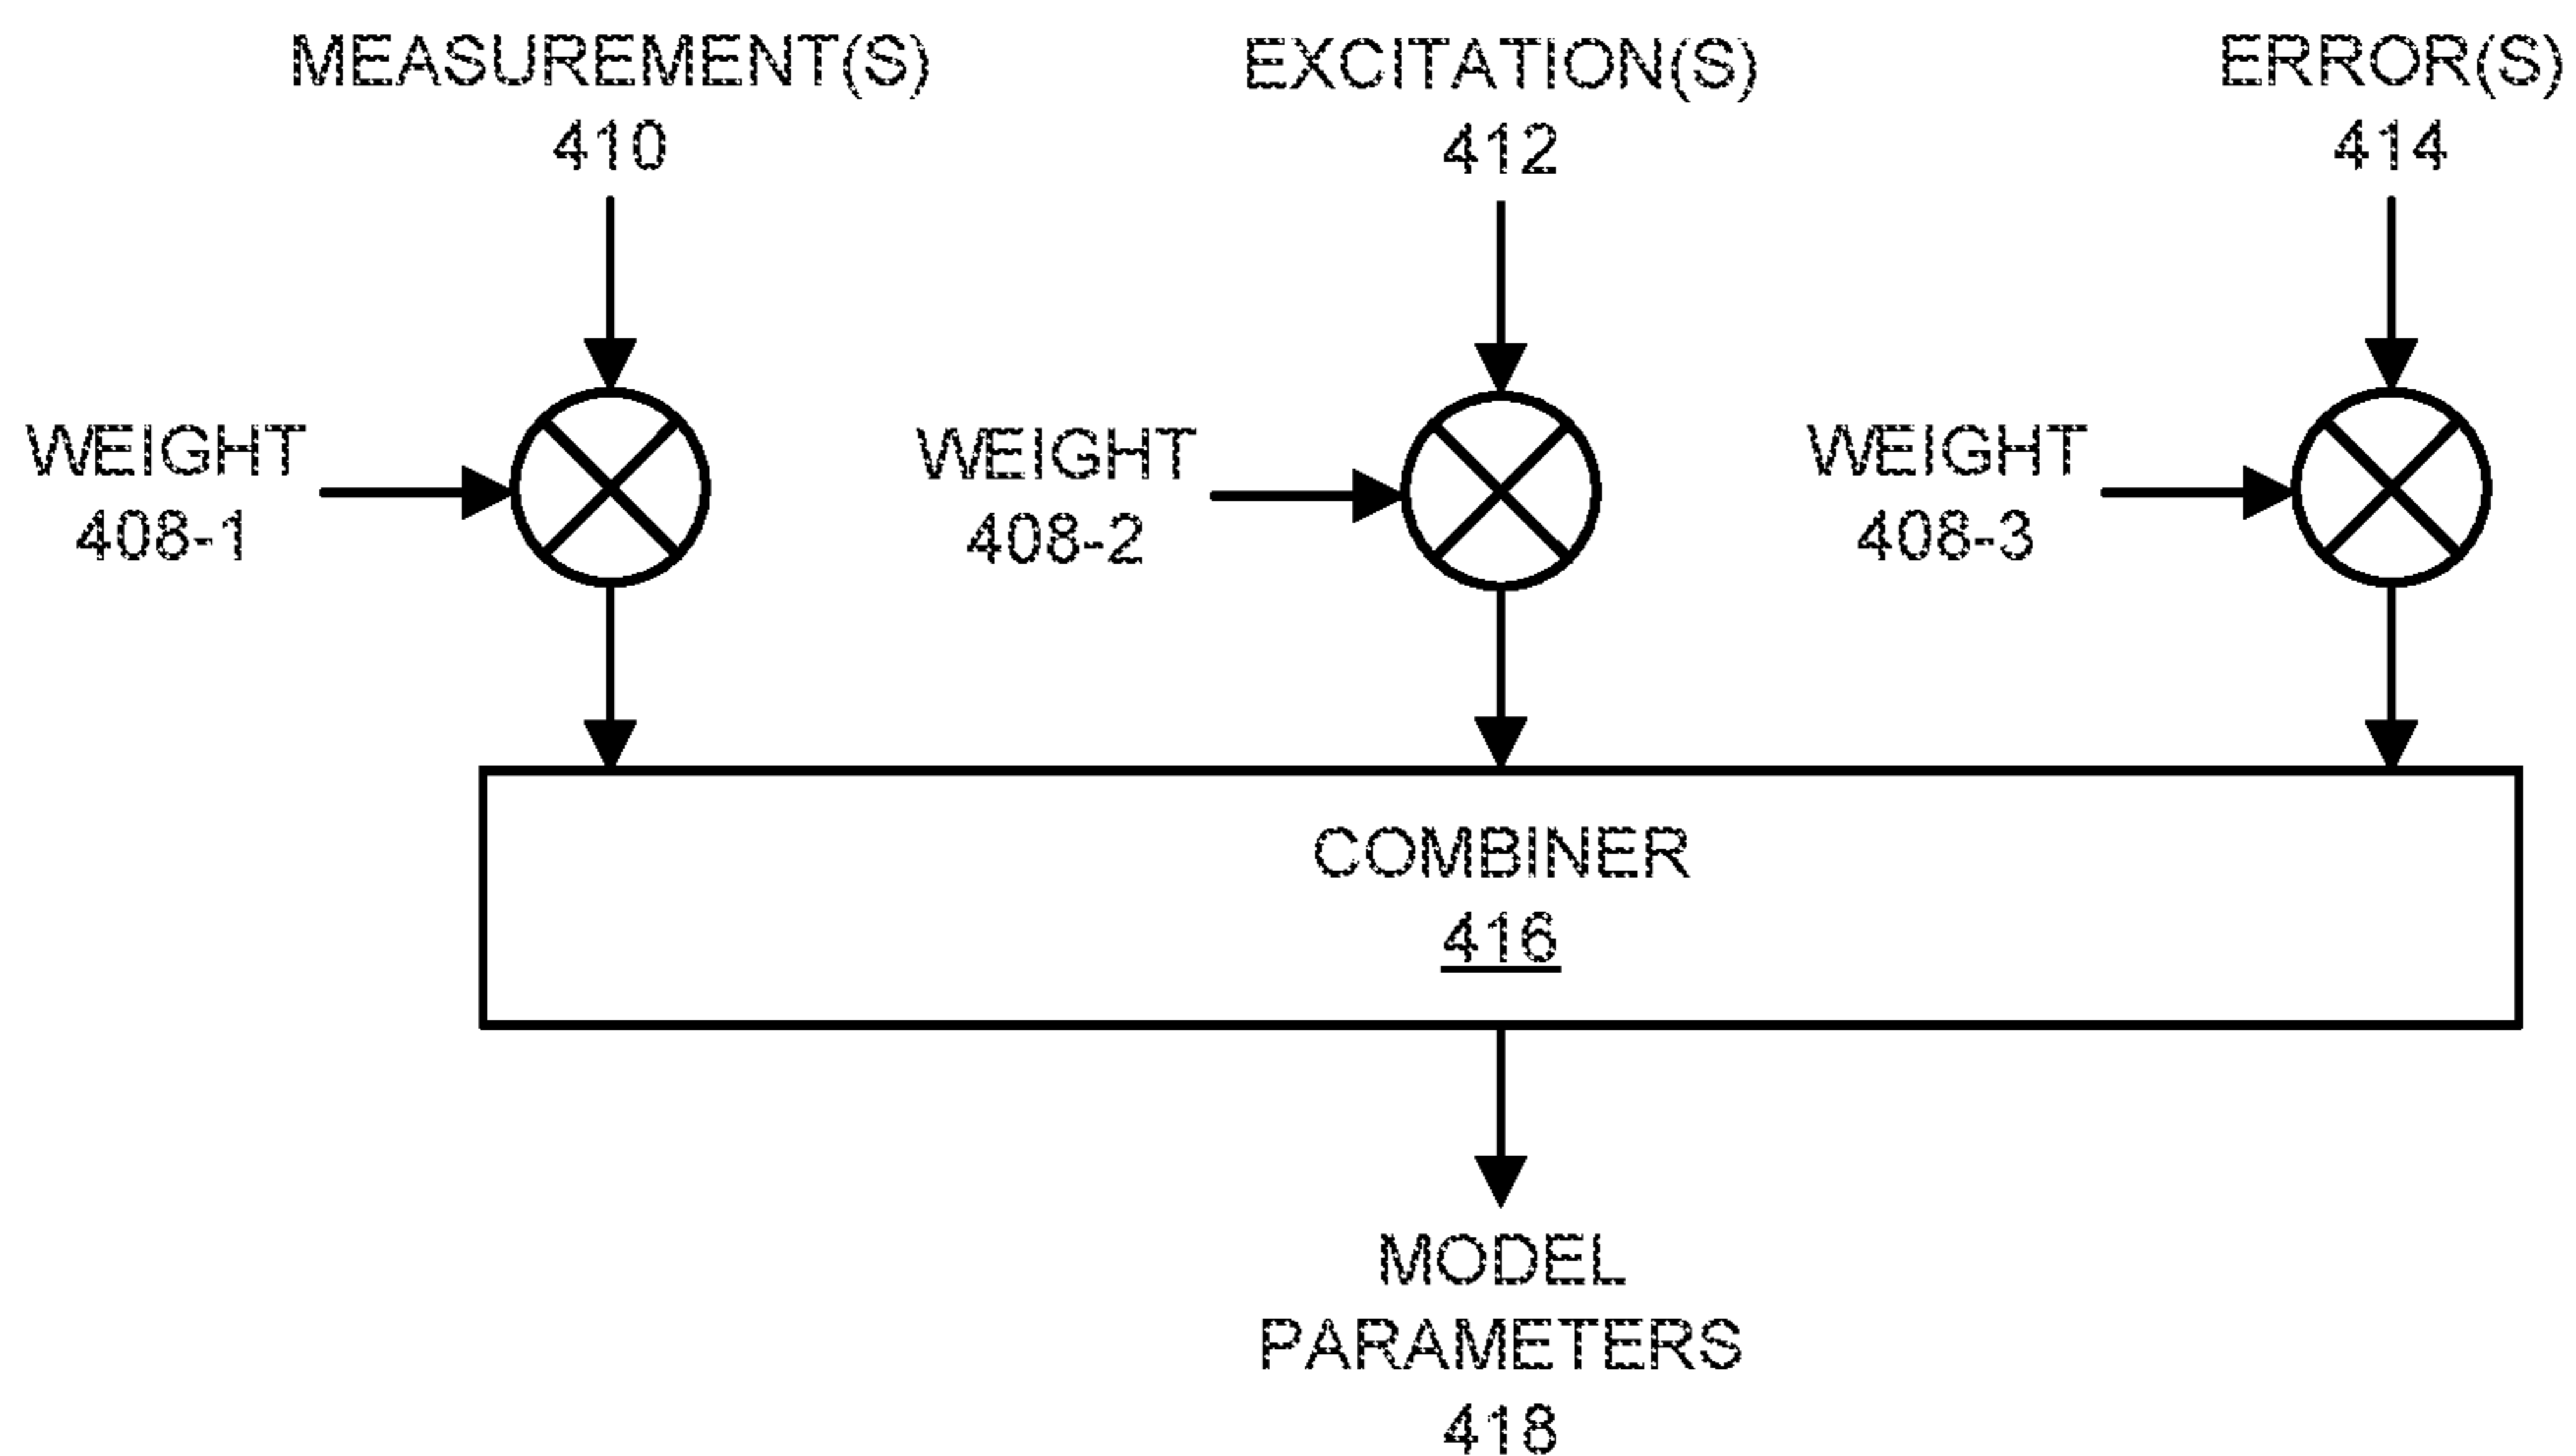 MEASUREMENT(S)
410
EXCITATION(S)
412
ERROR(S)
414
WEIGHT
408-1
WEIGHT
408-2
WEIGHT
408-3
COMBINER
416
MODEL
PARAMETERS
418